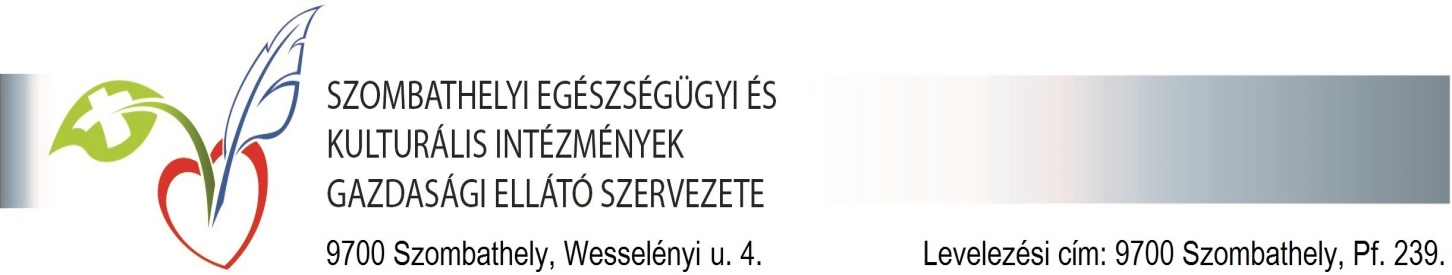 SZOMBATHELYI EGÉSZSÉGÜGYI ÉS
KULTURÁLIS INTÉZMÉNYEK
GAZDASÁGI ELLÁTÓ SZERVEZETE
9700 Szombathely, Wesselényi u. 4.
Levelezési cím: 9700 Szombathely, Pf. 239.